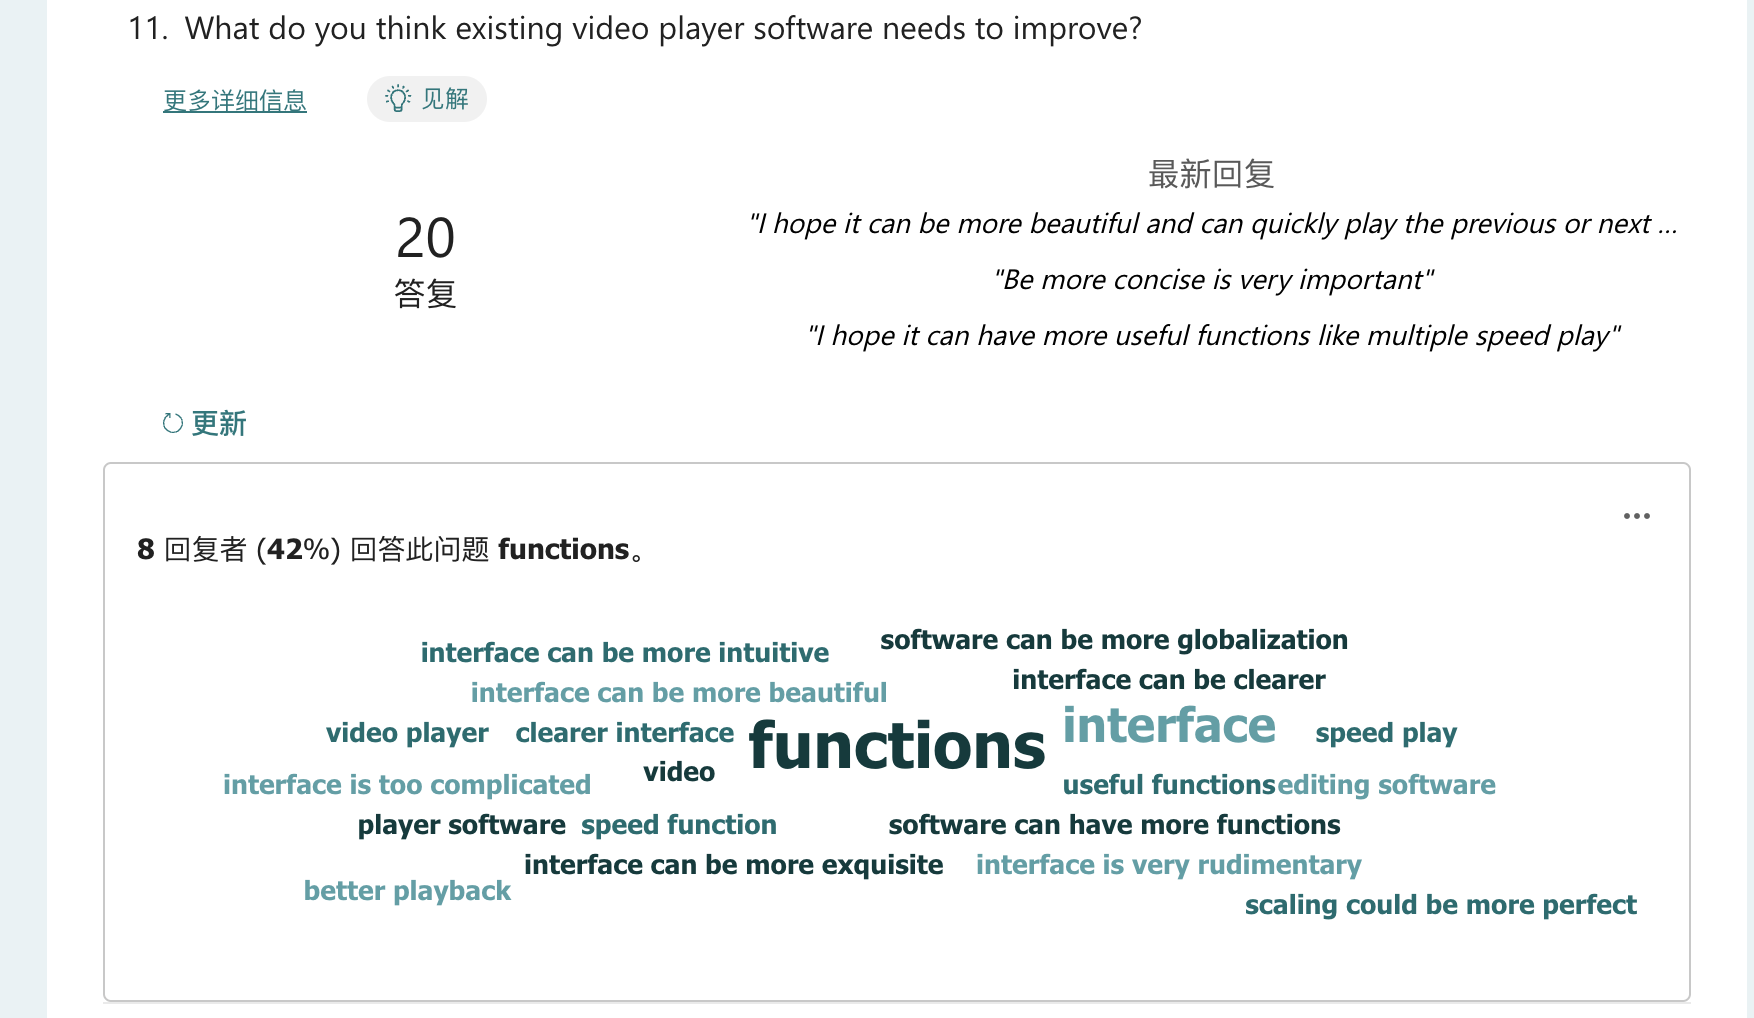 11. What do you think existing video player software needs to improve?
更多详细信息
见解
20
答复
最新回复
"I hope it can be more beautiful and can quickly play the previous or next ...
"Be more concise is very important"
"I hope it can have more useful functions like multiple speed play"
更新
8 回复者 (42%) 回答此问题 functions。
software can be more globalization
interface can be more intuitive
interface can be clearer
interface can be more beautiful
video player
clearer interface
functions
interface
speed play
video
interface is too complicated
useful functions
editing software
player software
speed function
software can have more functions
interface can be more exquisite
interface is very rudimentary
better playback
scaling could be more perfect